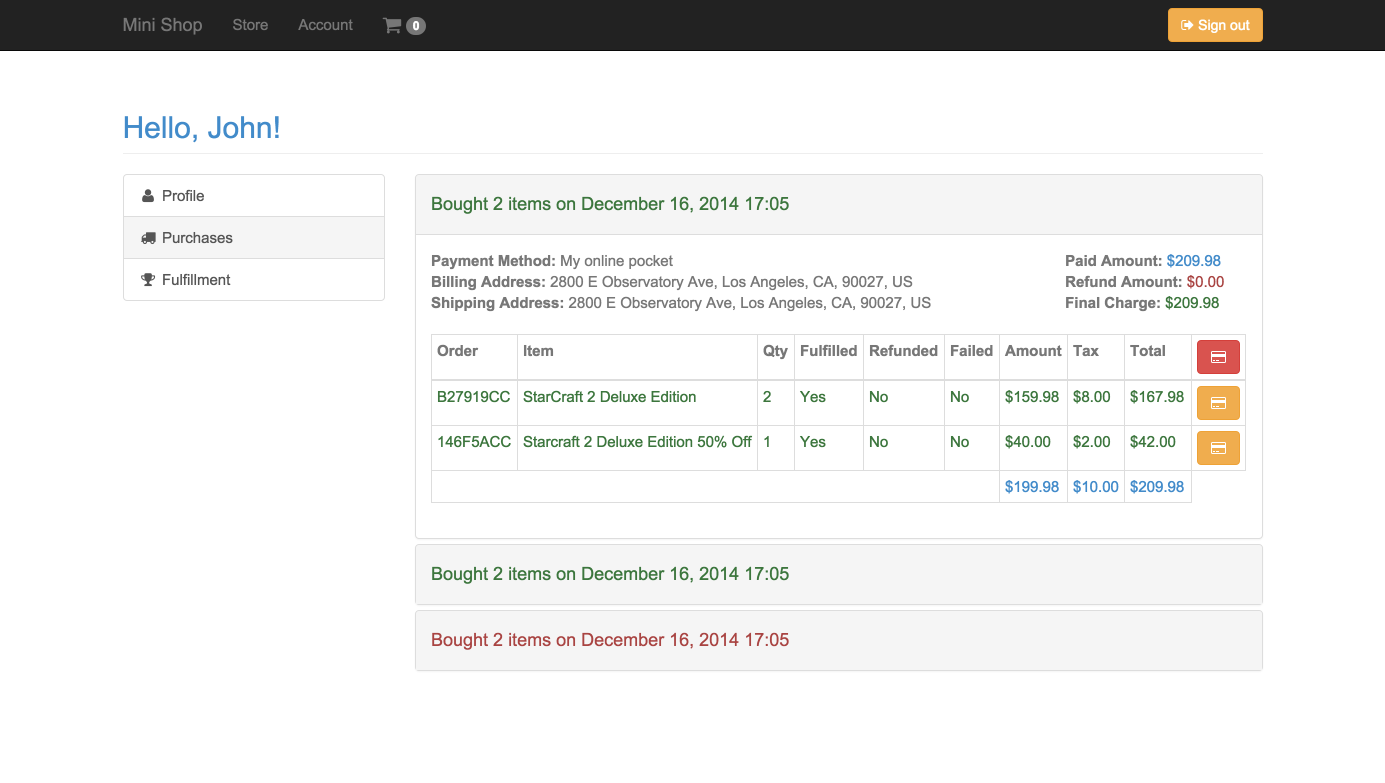 Mini Shop Store Account 0 Sign out
Hello, John!
Profile
Purchases
Fulfillment
Bought 2 items on December 16, 2014 17:05
Payment Method: My online pocket Paid Amount: $209.98
Billing Address: 2800 E Observatory Ave, Los Angeles, CA, 90027, US Refund Amount: $0.00
Shipping Address: 2800 E Observatory Ave, Los Angeles, CA, 90027, US Final Charge: $209.98
Order Item Qty Fulfilled Refunded Failed Amount Tax Total
B27919CC StarCraft 2 Deluxe Edition 2 Yes No No $159.98 $8.00 $167.98
146F5ACC Starcraft 2 Deluxe Edition 50% Off 1 Yes No No $40.00 $2.00 $42.00
$199.98 $10.00 $209.98
Bought 2 items on December 16, 2014 17:05
Bought 2 items on December 16, 2014 17:05